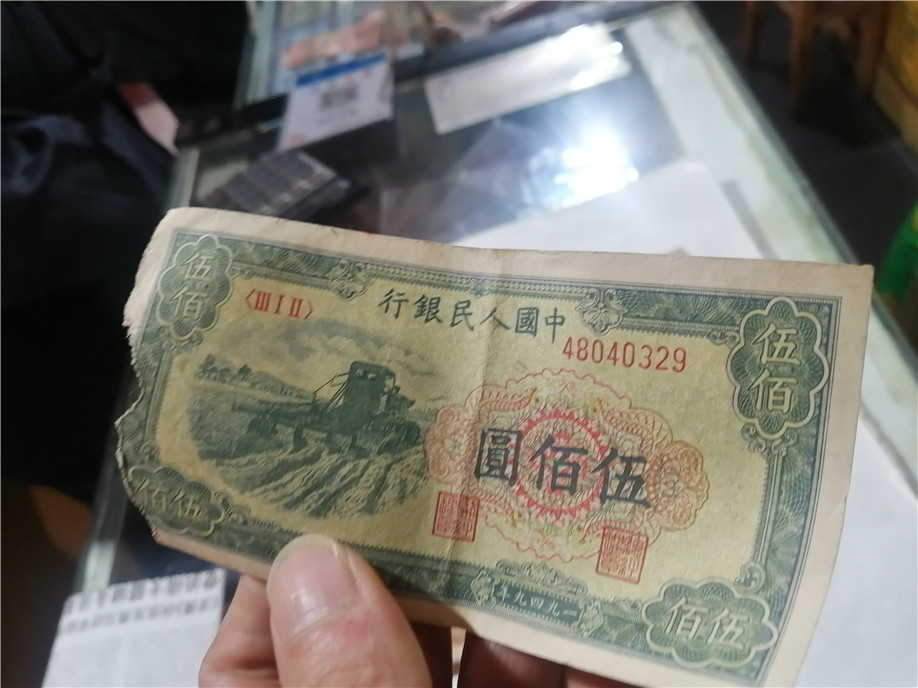 伍佰
〈III I II〉
中國人民銀行
48040329
伍佰
伍佰圓
伍佰
一九四九年
伍佰